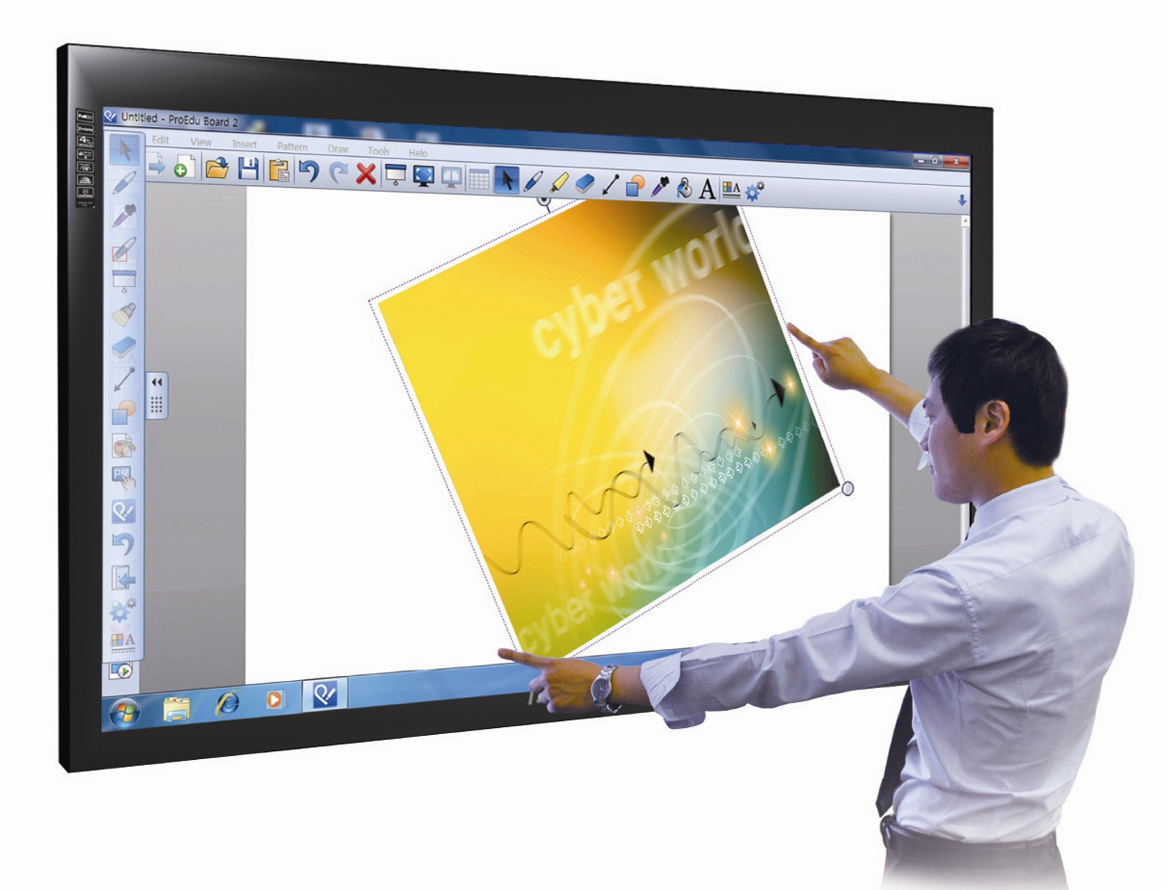 Untitled - ProEdu Board 2
Edit View Insert Pattern Draw Tools Help
A
A
cyber world
cyber world
A